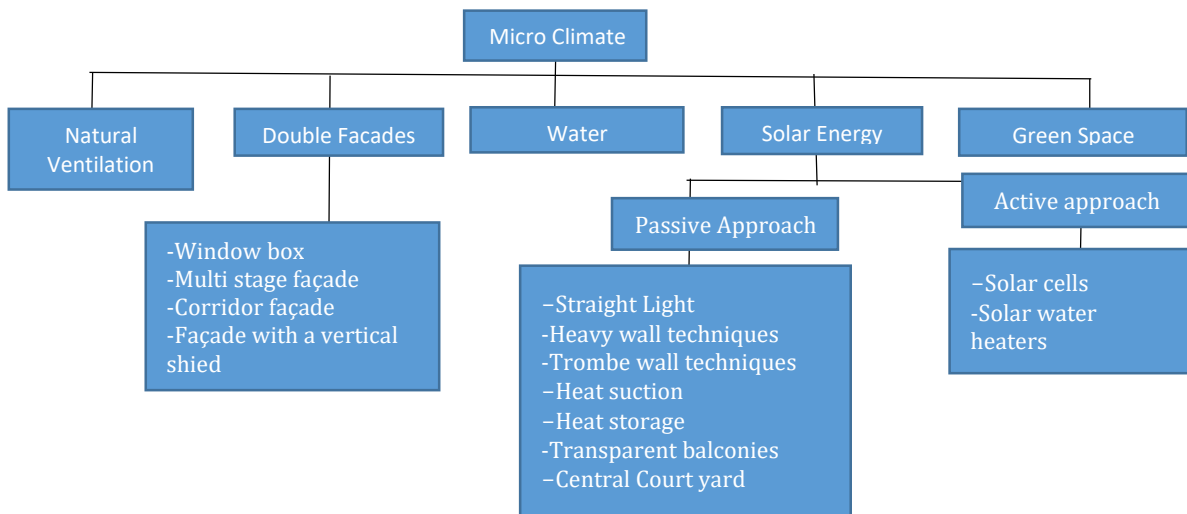 Micro Climate
Natural
Ventilation
Double Facades
Water
Solar Energy
Green Space
Passive Approach
Active approach
-Window box
-Multi stage façade
-Corridor façade
-Façade with a vertical
shied
–Straight Light
-Heavy wall techniques
-Trombe wall techniques
–Heat suction
–Heat storage
-Transparent balconies
–Central Court yard
–Solar cells
-Solar water
heaters